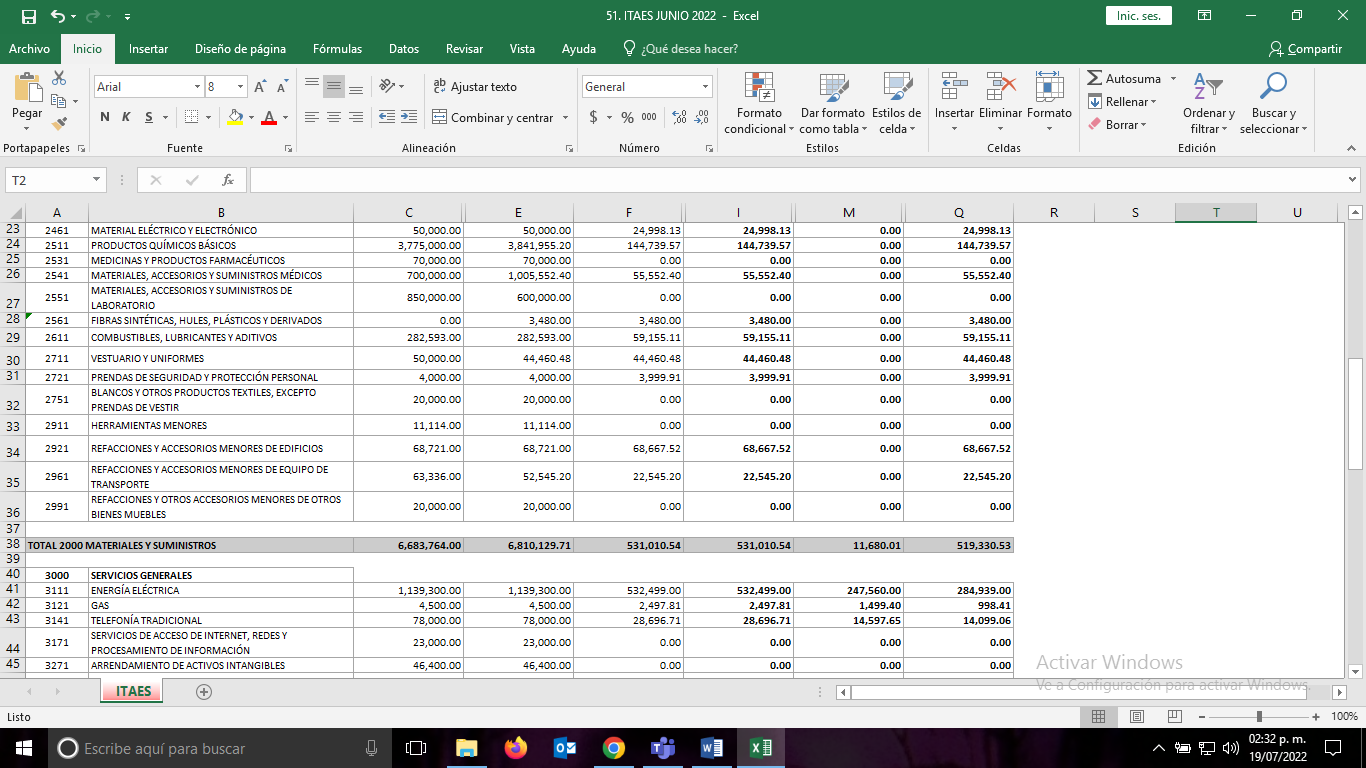 51. ITAES JUNIO 2022 - Excel
Inic. ses.
Archivo Inicio Insertar Diseño de página Fórmulas Datos Revisar Vista Ayuda ¿Qué desea hacer? Compartir
Pegar
Portapapeles
Arial 8
N K S
Fuente
Ajustar texto
Combinar y centrar
Alineación
General
$ % 000
Número
Formato condicional
Dar formato como tabla
Estilos de celda
Estilos
Insertar Eliminar Formato
Celdas
Autosuma
Rellenar
Borrar
Ordenar y filtrar
Buscar y seleccionar
Edición
T2 fx
A B C E F I M Q R S T U
23 2461 MATERIAL ELÉCTRICO Y ELECTRÓNICO 50,000.00 50,000.00 24,998.13 24,998.13 0.00 24,998.13
24 2511 PRODUCTOS QUÍMICOS BÁSICOS 3,775,000.00 3,841,955.20 144,739.57 144,739.57 0.00 144,739.57
25 2531 MEDICINAS Y PRODUCTOS FARMACÉUTICOS 70,000.00 70,000.00 0.00 0.00 0.00 0.00
26 2541 MATERIALES, ACCESORIOS Y SUMINISTROS MÉDICOS 700,000.00 1,005,552.40 55,552.40 55,552.40 0.00 55,552.40
27 2551 MATERIALES, ACCESORIOS Y SUMINISTROS DE LABORATORIO 850,000.00 600,000.00 0.00 0.00 0.00 0.00
28 2561 FIBRAS SINTÉTICAS, HULES, PLÁSTICOS Y DERIVADOS 0.00 3,480.00 3,480.00 3,480.00 0.00 3,480.00
29 2611 COMBUSTIBLES, LUBRICANTES Y ADITIVOS 282,593.00 282,593.00 59,155.11 59,155.11 0.00 59,155.11
30 2711 VESTUARIO Y UNIFORMES 50,000.00 44,460.48 44,460.48 44,460.48 0.00 44,460.48
31 2721 PRENDAS DE SEGURIDAD Y PROTECCIÓN PERSONAL 4,000.00 4,000.00 3,999.91 3,999.91 0.00 3,999.91
32 2751 BLANCOS Y OTROS PRODUCTOS TEXTILES, EXCEPTO PRENDAS DE VESTIR 20,000.00 20,000.00 0.00 0.00 0.00 0.00
33 2911 HERRAMIENTAS MENORES 11,114.00 11,114.00 0.00 0.00 0.00 0.00
34 2921 REFACCIONES Y ACCESORIOS MENORES DE EDIFICIOS 68,721.00 68,721.00 68,667.52 68,667.52 0.00 68,667.52
35 2961 REFACCIONES Y ACCESORIOS MENORES DE EQUIPO DE TRANSPORTE 63,336.00 52,545.20 22,545.20 22,545.20 0.00 22,545.20
36 2991 REFACCIONES Y OTROS ACCESORIOS MENORES DE OTROS BIENES MUEBLES 20,000.00 20,000.00 0.00 0.00 0.00 0.00
37
38 TOTAL 2000 MATERIALES Y SUMINISTROS 6,683,764.00 6,810,129.71 531,010.54 531,010.54 11,680.01 519,330.53
39
40 3000 SERVICIOS GENERALES
41 3111 ENERGÍA ELÉCTRICA 1,139,300.00 1,139,300.00 532,499.00 532,499.00 247,560.00 284,939.00
42 3121 GAS 4,500.00 4,500.00 2,497.81 2,497.81 1,499.40 998.41
43 3141 TELEFONÍA TRADICIONAL 78,000.00 78,000.00 28,696.71 28,696.71 14,597.65 14,099.06
44 3171 SERVICIOS DE ACCESO DE INTERNET, REDES Y PROCESAMIENTO DE INFORMACIÓN 23,000.00 23,000.00 0.00 0.00 0.00 0.00
45 3271 ARRENDAMIENTO DE ACTIVOS INTANGIBLES 46,400.00 46,400.00 0.00 0.00 0.00 0.00
Activar Windows
Ve a Configuración para activar Windows.
ITAES
Listo 100%
Escribe aquí para buscar
02:32 p. m.
19/07/2022